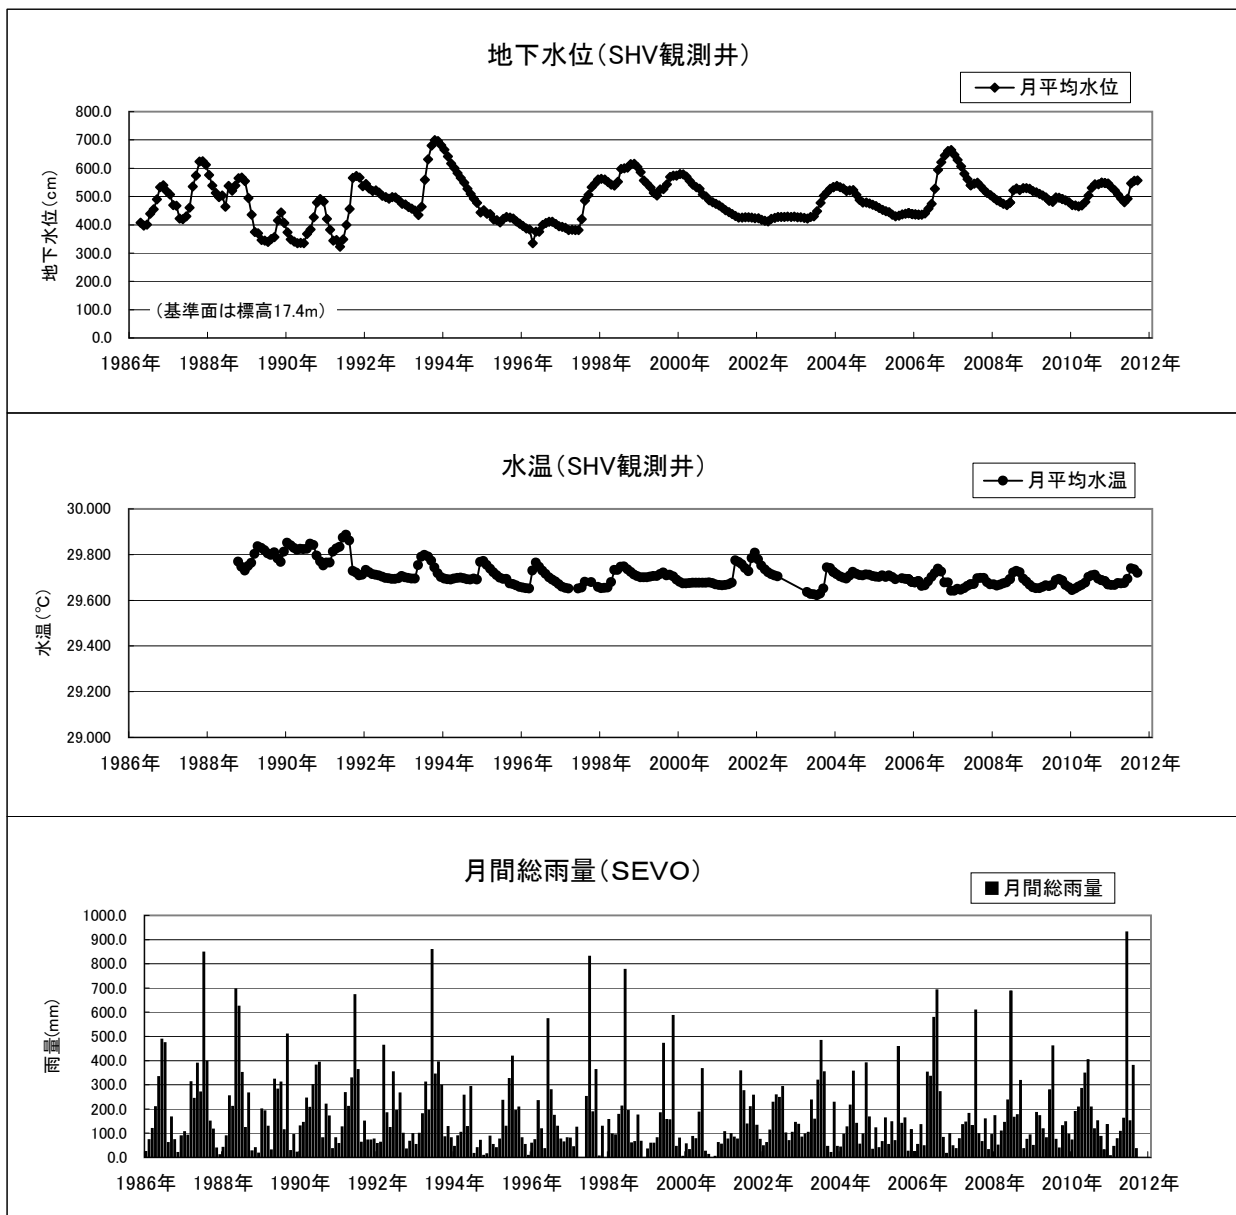 地下水位(SHV観測井)
月平均水位
800.0
700.0
600.0
500.0
400.0
300.0
200.0
100.0
0.0
地下水位(cm)
(基準面は標高17.4m)
1986年 1988年 1990年 1992年 1994年 1996年 1998年 2000年 2002年 2004年 2006年 2008年 2010年 2012年
水温(SHV観測井)
月平均水温
30.000
29.800
29.600
29.400
29.200
29.000
水温(℃)
1986年 1988年 1990年 1992年 1994年 1996年 1998年 2000年 2002年 2004年 2006年 2008年 2010年 2012年
月間総雨量(SEVO)
月間総雨量
1000.0
900.0
800.0
700.0
600.0
500.0
400.0
300.0
200.0
100.0
0.0
雨量(mm)
1986年 1988年 1990年 1992年 1994年 1996年 1998年 2000年 2002年 2004年 2006年 2008年 2010年 2012年